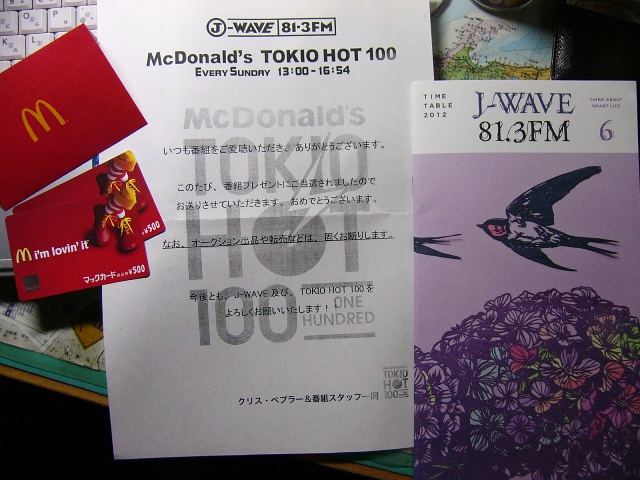 J-WAVE 81.3FM
McDonald's TOKIO HOT 100
EVERY SUNDAY 13:00-16:54
McDonald's
TOKIO
HOT
100 ONE HUNDRED
いつも番組をご愛聴いただき、ありがとうございます。
このたび、番組プレゼントにご当選されましたので
お送りさせていただきます。おめでとうございます。
なお、オークション出品や転売などは、固くお断りします。
今後とも、J-WAVE 及び、TOKIO HOT 100 を
よろしくお願いいたします！
クリス・ペプラー&番組スタッフ一同
McDonald's
TOKIO
HOT
100
i'm lovin' it
¥500
マックカード ¥500
TIME
TABLE
2012
J-WAVE
81.3FM
THINK ABOUT
SMART LIFE
6